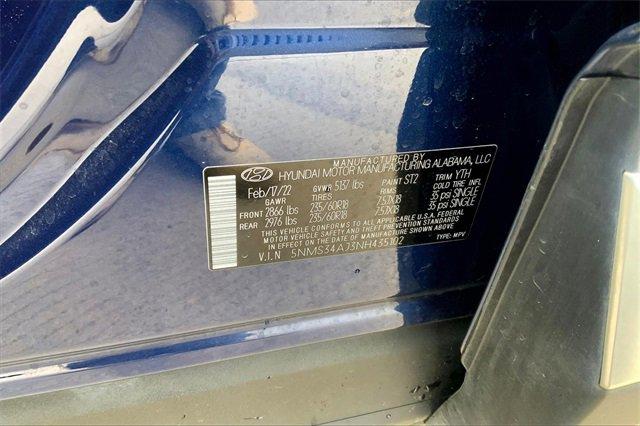 MANUFACTURED BY
HYUNDAI MOTOR MANUFACTURING ALABAMA, LLC
Feb/17/22 GVWR 5137 lbs PAINT ST2 TRIM YTH
GAWR TIRES RIMS COLD TIRE INFL
FRONT 2866 lbs 235/60R18 7.5JX18 35 psi SINGLE
REAR 2976 lbs 235/60R18 7.5JX18 35 psi SINGLE
THIS VEHICLE CONFORMS TO ALL APPLICABLE U.S.A. FEDERAL
MOTOR VEHICLE SAFETY AND THEFT PREVENTION STANDARDS
IN EFFECT ON THE DATE OF MANUFACTURE SHOWN ABOVE
V.I.N 5NMS34AJ3NH435102 TYPE: MPV